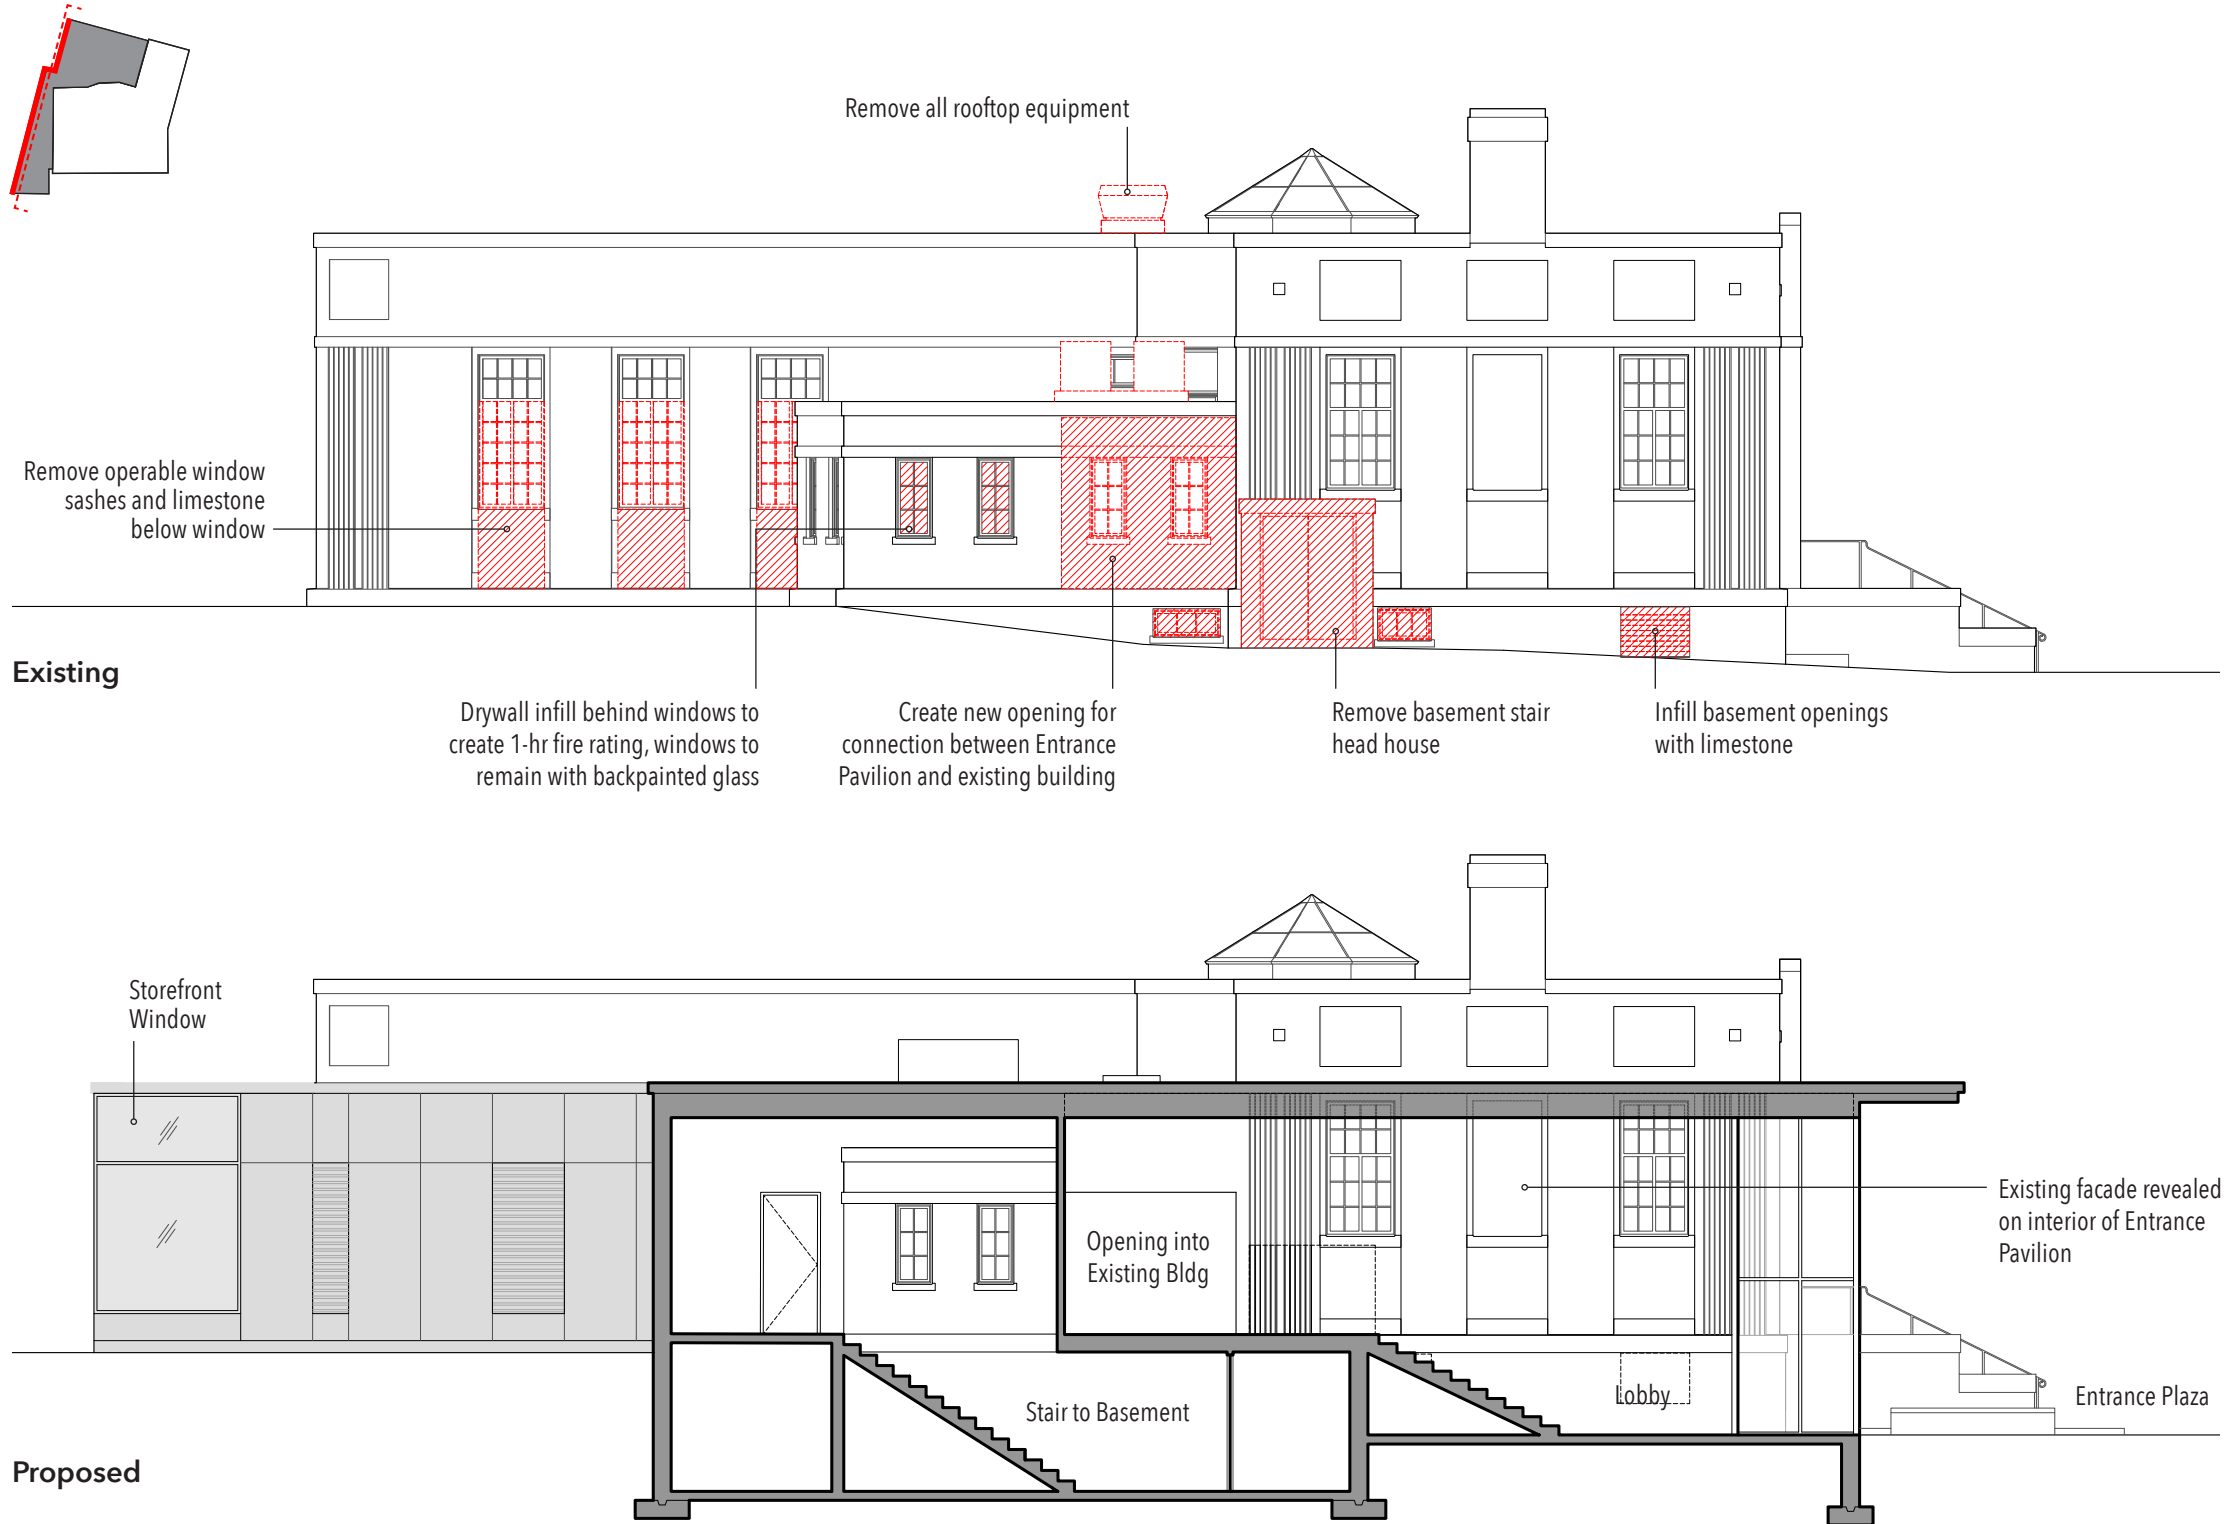 Remove all rooftop equipment
Remove operable window
sashes and limestone
below window
Existing
Drywall infill behind windows to
create 1-hr fire rating, windows to
remain with backpainted glass
Create new opening for
connection between Entrance
Pavilion and existing building
Remove basement stair
head house
Infill basement openings
with limestone
Storefront
Window
Opening into
Existing Bldg
Existing facade revealed
on interior of Entrance
Pavilion
Stair to Basement
Lobby
Entrance Plaza
Proposed